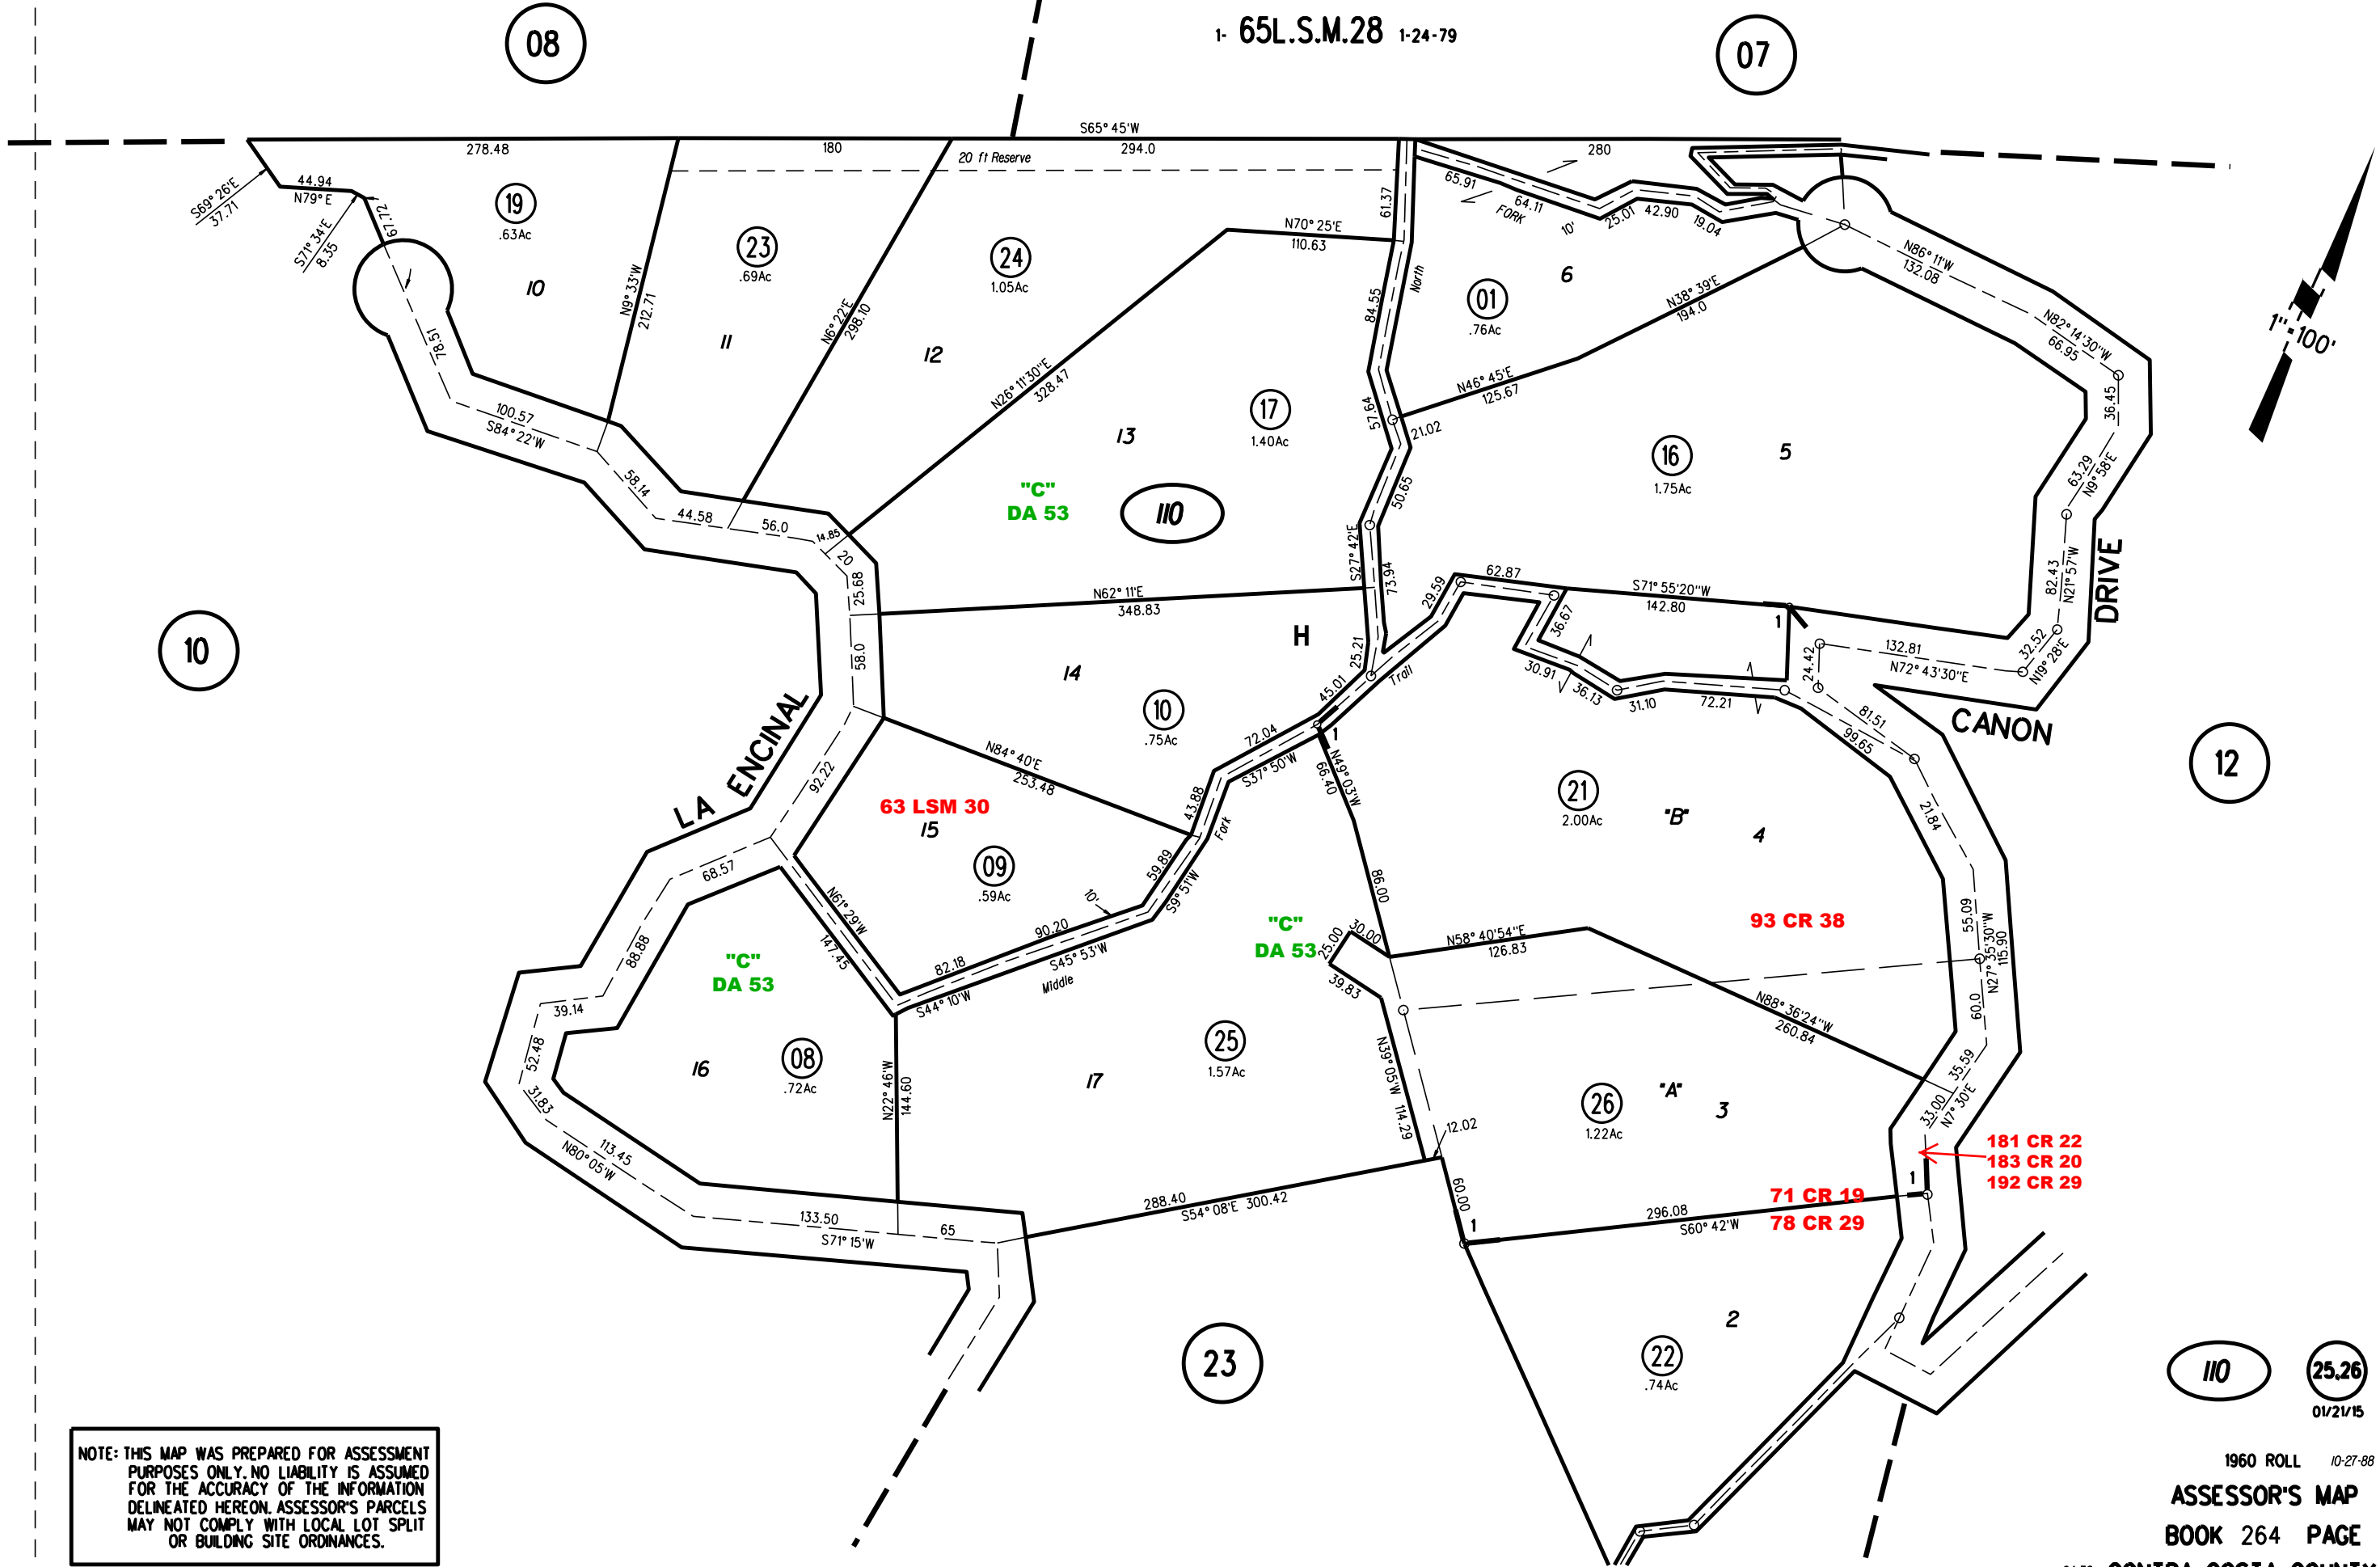 08
1- 65L.S.M.28 1-24-79
07
S65°45'W
278.48
180
20 ft Reserve
294.0
280
S69°26'E
37.71
44.94
N79°E
S71°34'E
8.35
67.72
19
.63Ac
10
78.51
N9°33'W
212.71
23
.69Ac
11
N6°22'E
298.10
24
1.05Ac
12
N70°25'E
110.63
61.37
65.91
64.11
FORK
10'
25.01
42.90
19.04
North
84.55
01
.76Ac
6
N38°39'E
194.0
N86°11'W
132.08
N82°14'30"W
66.95
36.45
1"=100'
N26°11'30"E
328.47
17
1.40Ac
13
57.64
21.02
N46°45'E
125.67
16
1.75Ac
5
63.29
N9°58'E
100.57
S84°22'W
58.14
44.58
56.0
14.85
20
25.68
"C"
DA 53
110
50.65
S27°42'E
73.94
82.43
N21°57'W
DRIVE
N62°11'E
348.83
29.59
62.87
36.67
S71°55'20"W
142.80
1
32.52
N19°28'E
132.81
N72°43'30"E
24.42
10
58.0
H
14
10
.75Ac
25.21
45.01
Trail
30.91
36.13
31.10
72.21
81.51
99.65
CANON
12
LA ENCINAL
92.22
N84°40'E
253.48
72.04
S37°50'W
1
N49°03'W
66.40
43.88
Fork
63 LSM 30
15
09
.59Ac
59.89
S9°51'W
21
2.00Ac
"B"
4
21.84
68.57
N61°29'W
147.45
10'
90.20
82.18
S45°53'W
Middle
S44°10'W
86.00
"C"
DA 53
30.00
25.00
39.83
N58°40'54"E
126.83
93 CR 38
55.09
N27°35'30"W
115.90
60.0
88.88
"C"
DA 53
39.14
52.48
31.83
16
08
.72Ac
N22°46'W
144.60
17
25
1.57Ac
N39°05'W 114.29
12.02
N88°36'24"W
260.84
35.59
33.00
N7°30'E
26
1.22Ac
"A"
3
113.45
N80°05'W
181 CR 22
183 CR 20
192 CR 29
1
133.50
S71°15'W
65
288.40
S54°08'E 300.42
60.00
1
296.08
S60°42'W
71 CR 19
78 CR 29
2
22
.74Ac
23
110
25,26
01/21/15
NOTE: THIS MAP WAS PREPARED FOR ASSESSMENT
PURPOSES ONLY. NO LIABILITY IS ASSUMED
FOR THE ACCURACY OF THE INFORMATION
DELINEATED HEREON. ASSESSOR'S PARCELS
MAY NOT COMPLY WITH LOCAL LOT SPLIT
OR BUILDING SITE ORDINANCES.
1960 ROLL 10-27-88
ASSESSOR'S MAP
BOOK 264 PAGE
CONTRA COSTA COUNTY